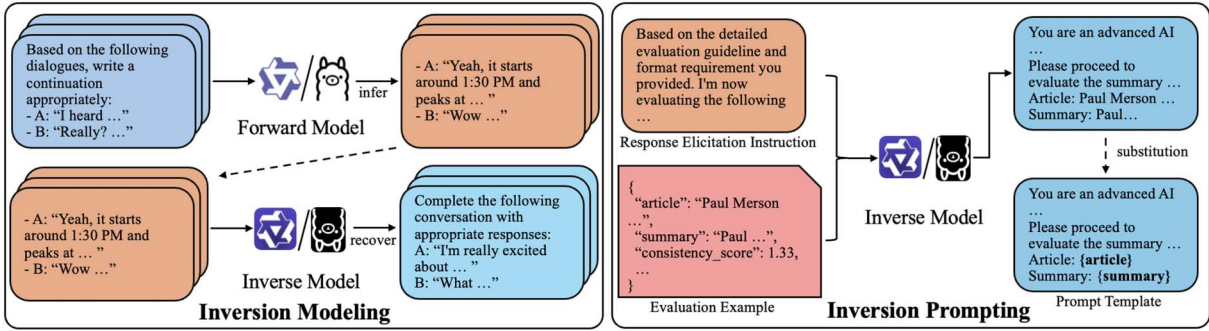 Based on the following
dialogues, write a
continuation
appropriately:
- A: “I heard …”
- B: “Really? …”
infer
Forward Model
- A: “Yeah, it starts
around 1:30 PM and
peaks at … ”
- B: “Wow …”
- A: “Yeah, it starts
around 1:30 PM and
peaks at … ”
- B: “Wow …”
recover
Inverse Model
Complete the following
conversation with
appropriate responses:
A: “I'm really excited
about … ”
B: “What …”
Inversion Modeling
Based on the detailed
evaluation guideline and
format requirement you
provided. I'm now
evaluating the following
…
Response Elicitation Instruction
{
“article”: “Paul Merson
…”,
“summary”: “Paul …”,
“consistency_score”: 1.33,
…
}
Evaluation Example
Inverse Model
You are an advanced AI
…
Please proceed to
evaluate the summary …
Article: Paul Merson …
Summary: Paul…
substitution
You are an advanced AI
…
Please proceed to
evaluate the summary …
Article: {article}
Summary: {summary}
Prompt Template
Inversion Prompting